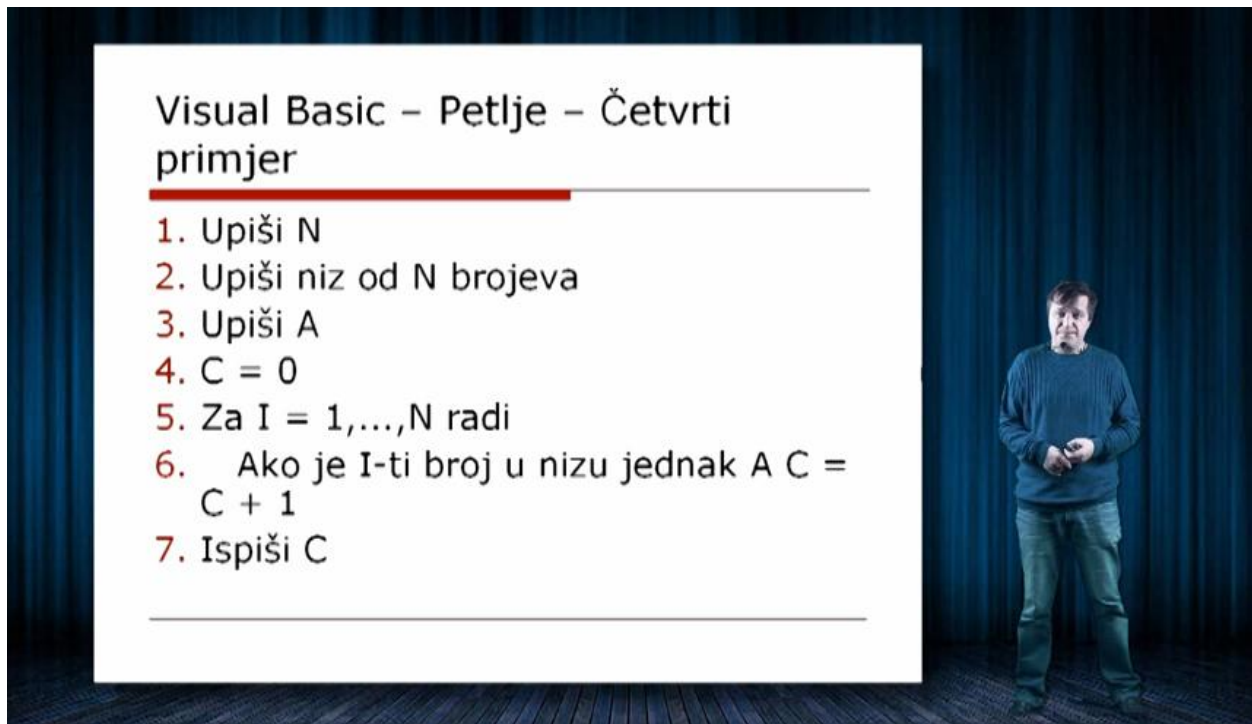 Visual Basic – Petlje – Četvrti
primjer
1. Upiši N
2. Upiši niz od N brojeva
3. Upiši A
4. C = 0
5. Za I = 1,...,N radi
6. Ako je I-ti broj u nizu jednak A C =
C + 1
7. Ispiši C